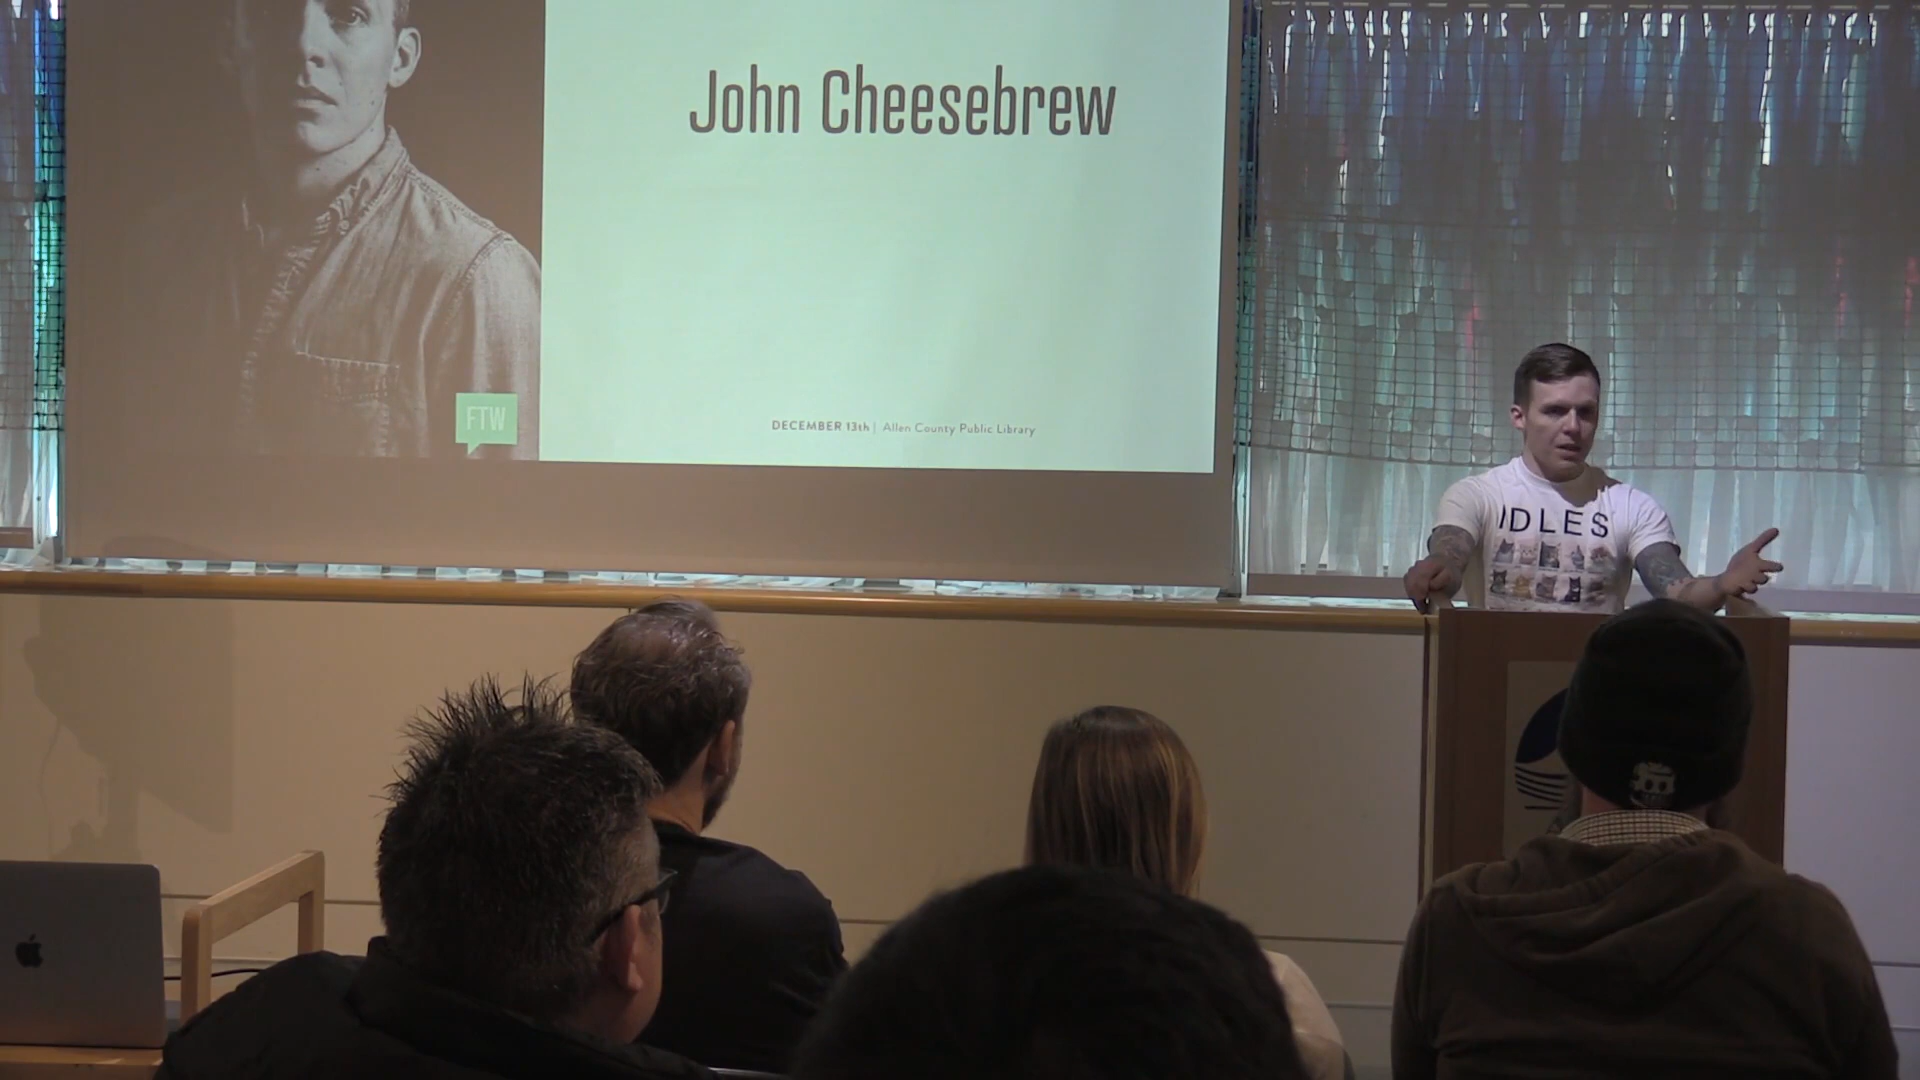 John Cheesebrew
FTW
DECEMBER 13th | Allen County Public Library
IDLES